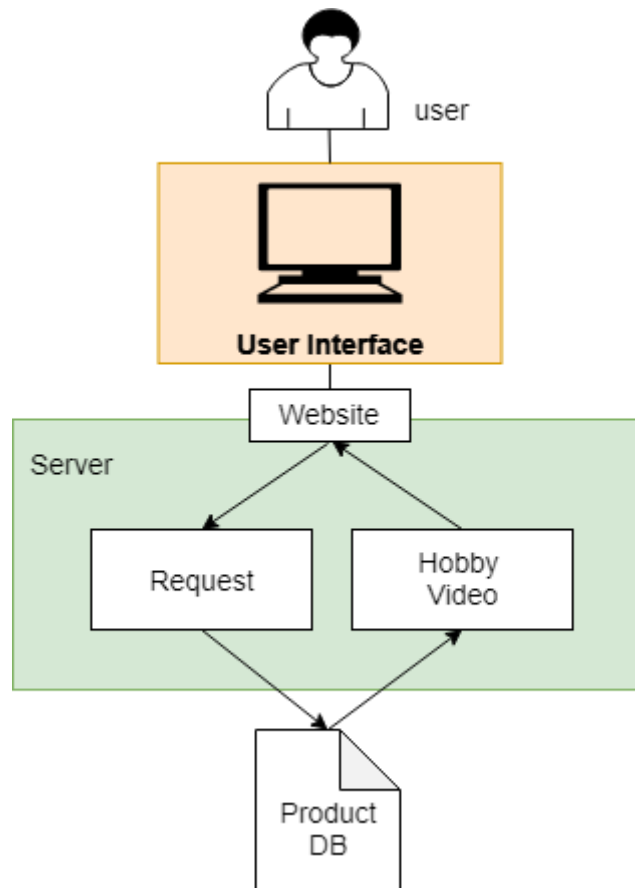 user
User Interface
Website
Server
Request
Hobby
Video
Product
DB